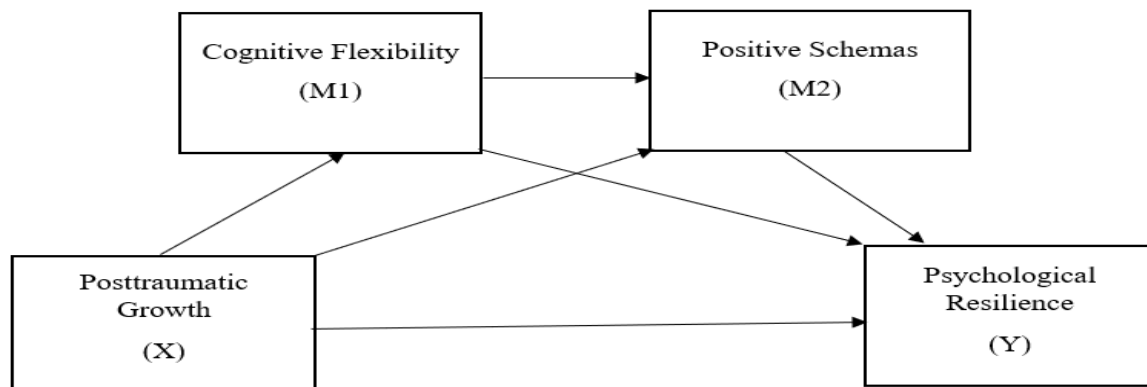 Cognitive Flexibility
(M1)
Positive Schemas
(M2)
Posttraumatic
Growth
(X)
Psychological
Resilience
(Y)